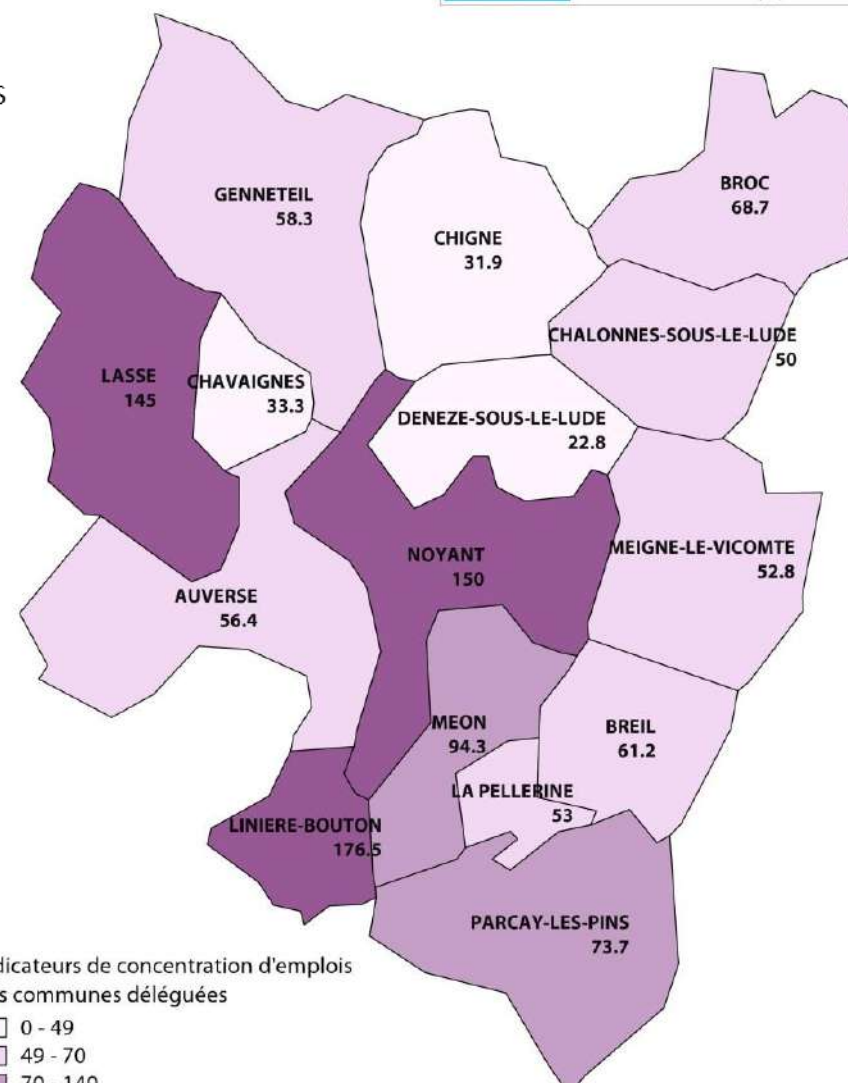 S
GENNETEIL
58.3
BROC
68.7
CHIGNE
31.9
CHALONNES-SOUS-LE-LUDE
50
LASSE
145
CHAVAIGNES
33.3
DENEZE-SOUS-LE-LUDE
22.8
NOYANT
150
MEIGNE-LE-VICOMTE
52.8
AUVERSE
56.4
MEON
94.3
BREIL
61.2
LA PELLERINE
53
LINIERE-BOUTON
176.5
PARCAY-LES-PINS
73.7
dicateurs de concentration d'emplois
s communes déléguées
0 - 49
49 - 70
70 - 140